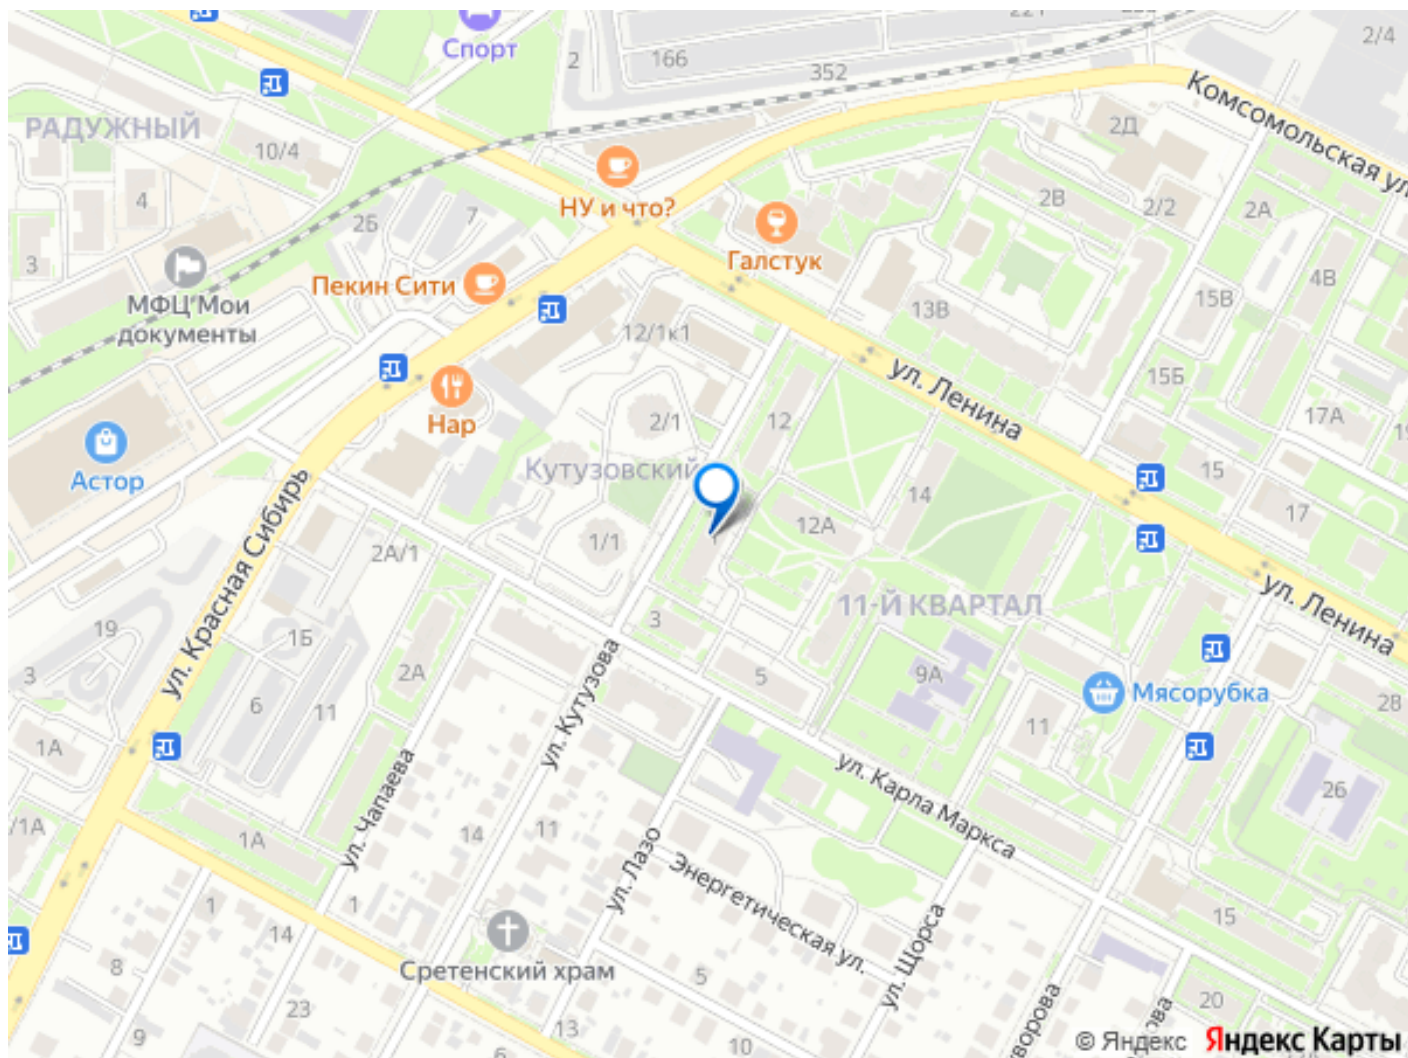 Спорт
2
166
352
2/4
Комсомольская ул.
РАДУЖНЫЙ
10/4
4
2Б
7
3
НУ и что?
Галстук
2Д
2В
2/2
2А
4В
15В
13В
15Б
17А
МФЦ Мои
документы
Пекин Сити
12/1к1
Нар
2/1
12
ул. Ленина
Астор
Кутузовский
14
15
17
1/1
12А
2А/1
ул. Красная Сибирь
11-Й КВАРТАЛ
ул. Ленина
19
1Б
3
3
2А
5
9А
Мясорубка
6
11
11
2В
1А
ул. Кутузова
ул. Чапаева
ул. Карла Маркса
26
/1А
1А
14
11
ул. Лазо
Энергетическая ул.
ул. Щорса
15
1
1
14
8
Сретенский храм
5
23
9
13
10
20
© Яндекс
Яндекс Карты